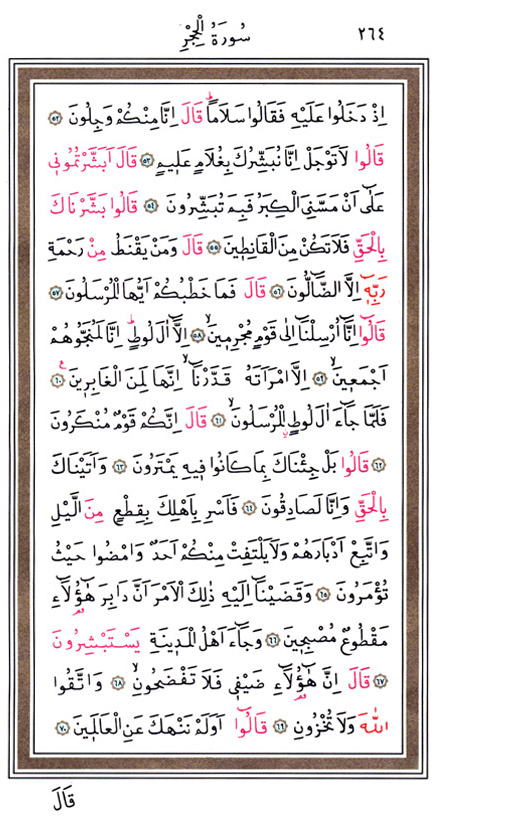 ٢٦٤ سُورَةُ الْحِجْرِ
اِذْ دَخَلُوا عَلَيْهِ فَقَالُوا سَلَامًاۜ قَالَ اِنَّا مِنْكُمْ وَجِلُونَ ﴿٥٢﴾
قَالُوا لَا تَوْجَلْ اِنَّا نُبَشِّرُكَ بِغُلَامٍ عَلِيمٍ ﴿٥٣﴾ قَالَ اَبَشَّرْتُمُونِي
عَلٰٓى اَنْ مَسَّنِيَ الْكِبَرُ فَبِمَ تُبَشِّرُونَ ﴿٥٤﴾ قَالُوا بَشَّرْنَاكَ
بِالْحَقِّ فَلَا تَكُنْ مِنَ الْقَانِطِينَ ﴿٥٥﴾ قَالَ وَمَنْ يَقْنَطُ مِنْ رَحْمَةِ
رَبِّهٖٓ اِلَّا الضَّٓالُّونَ ﴿٥٦﴾ قَالَ فَمَا خَطْبُكُمْ اَيُّهَا الْمُرْسَلُونَ ﴿٥٧﴾
قَالُٓوا اِنَّٓا اُرْسِلْنَٓا اِلٰى قَوْمٍ مُجْرِمِينَۙ ﴿٥٨﴾ اِلَّٓا اٰلَ لُوطٍۜ اِنَّا لَمُنَجُّوهُمْ
اَجْمَعِينَۙ ﴿٥٩﴾ اِلَّا امْرَاَتَهُ قَدَّرْنَٓاۙ اِنَّهَا لَمِنَ الْغَابِرِينَ۟ ﴿٦٠﴾
فَلَمَّا جَٓاءَ اٰلَ لُوطٍۨ الْمُرْسَلُونَۙ ﴿٦١﴾ قَالَ اِنَّكُمْ قَوْمٌ مُنْكَرُونَ
﴿٦٢﴾ قَالُوا بَلْ جِئْنَاكَ بِمَا كَانُوا فِيهِ يَمْتَرُونَ ﴿٦٣﴾ وَاَتَيْنَاكَ
بِالْحَقِّ وَاِنَّا لَصَادِقُونَ ﴿٦٤﴾ فَاَسْرِ بِاَهْلِكَ بِقِطْعٍ مِنَ الَّيْلِ
وَاتَّبِعْ اَدْبَارَهُمْ وَلَا يَلْتَفِتْ مِنْكُمْ اَحَدٌ وَامْضُوا حَيْثُ
تُؤْمَرُونَ ﴿٦٥﴾ وَقَضَيْنَٓا اِلَيْهِ ذٰلِكَ الْاَمْرَ اَنَّ دَابِرَ هٰٓؤُ۬لَٓاءِ
مَقْطُوعٌ مُصْبِحِينَ ﴿٦٦﴾ وَجَٓاءَ اَهْلُ الْمَدِينَةِ يَسْتَبْشِرُونَ
﴿٦٧﴾ قَالَ اِنَّ هٰٓؤُ۬لَٓاءِ ضَيْفِي فَلَا تَفْضَحُونِۙ ﴿٦٨﴾ وَاتَّقُوا
اللّٰهَ وَلَا تُخْزُونِ ﴿٦٩﴾ قَالُٓوا اَوَلَمْ نَنْهَكَ عَنِ الْعَالَمِينَ ﴿٧٠﴾
قَالَ